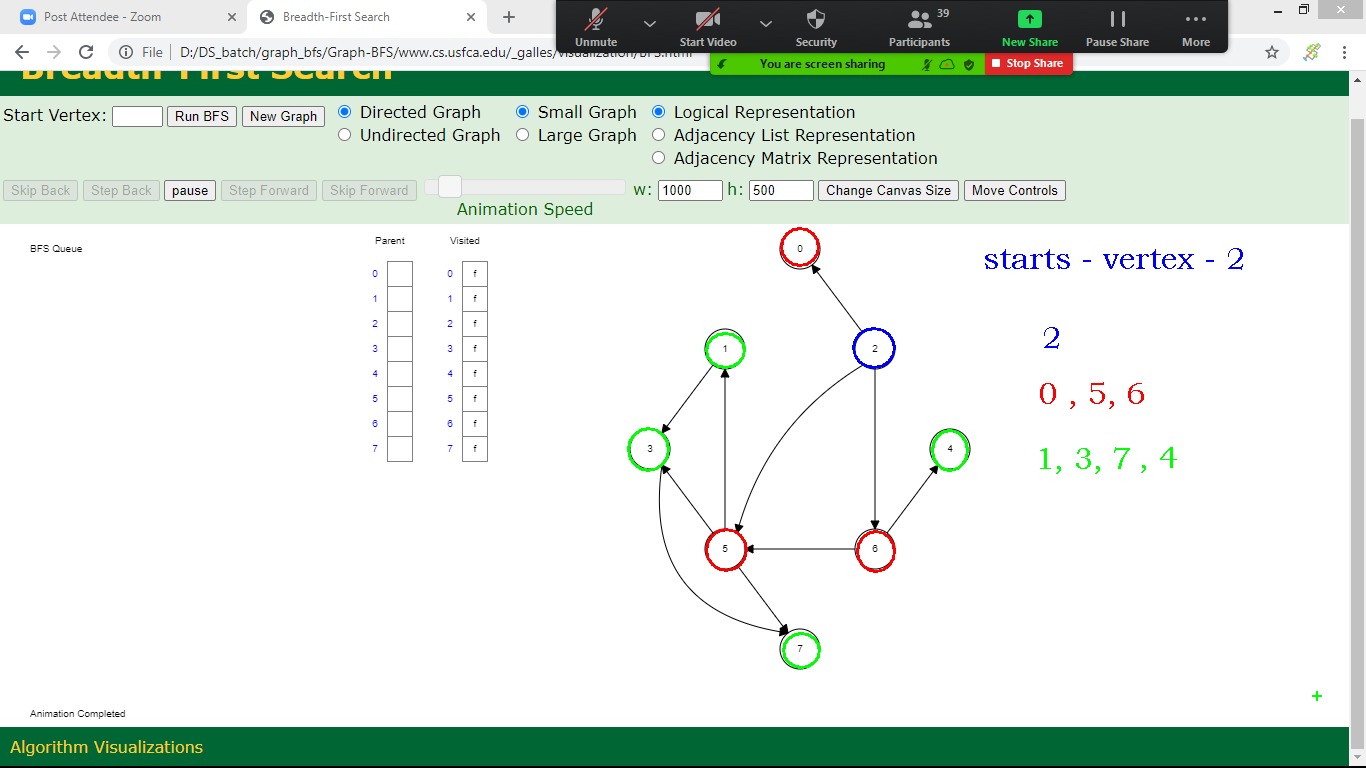 Post Attendee - Zoom
Breadth-First Search
39
Unmute
Start Video
Security
Participants
New Share
Pause Share
More
File D:/DS_batch/graph_bfs/Graph-BFS/www.cs.usfca.edu/_galles/visualization/BFS.html
You are screen sharing
Stop Share
Breadth-First Search
Start Vertex: Run BFS New Graph Directed Graph Small Graph Logical Representation
Undirected Graph Large Graph Adjacency List Representation
Adjacency Matrix Representation
Skip Back Step Back pause Step Forward Skip Forward w: 1000 h: 500 Change Canvas Size Move Controls
Animation Speed
BFS Queue
Parent Visited
0 0 f
1 1 f
2 2 f
3 3 f
4 4 f
5 5 f
6 6 f
7 7 f
0
1 2
3 4
5 6
7
starts - vertex - 2
2
0 , 5, 6
1, 3, 7 , 4
Animation Completed
Algorithm Visualizations